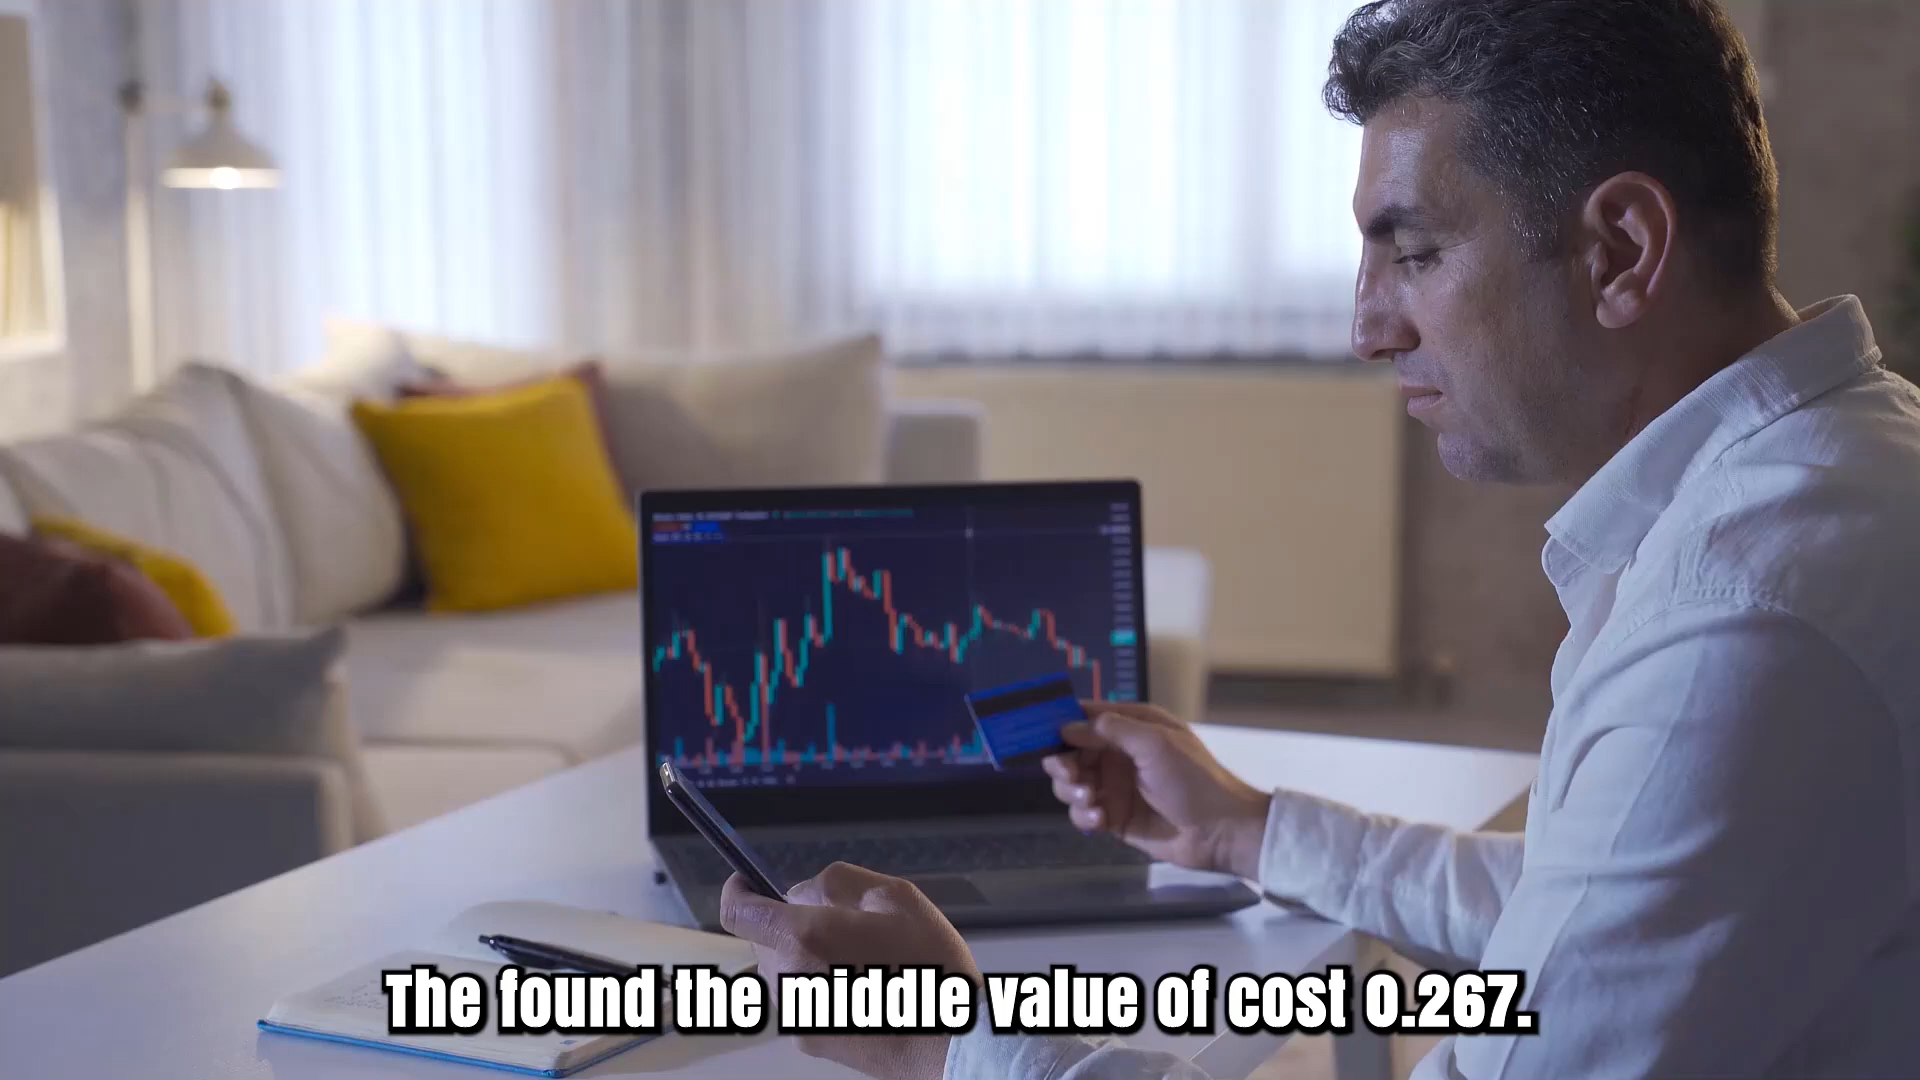 The found the middle value of cost 0.267.